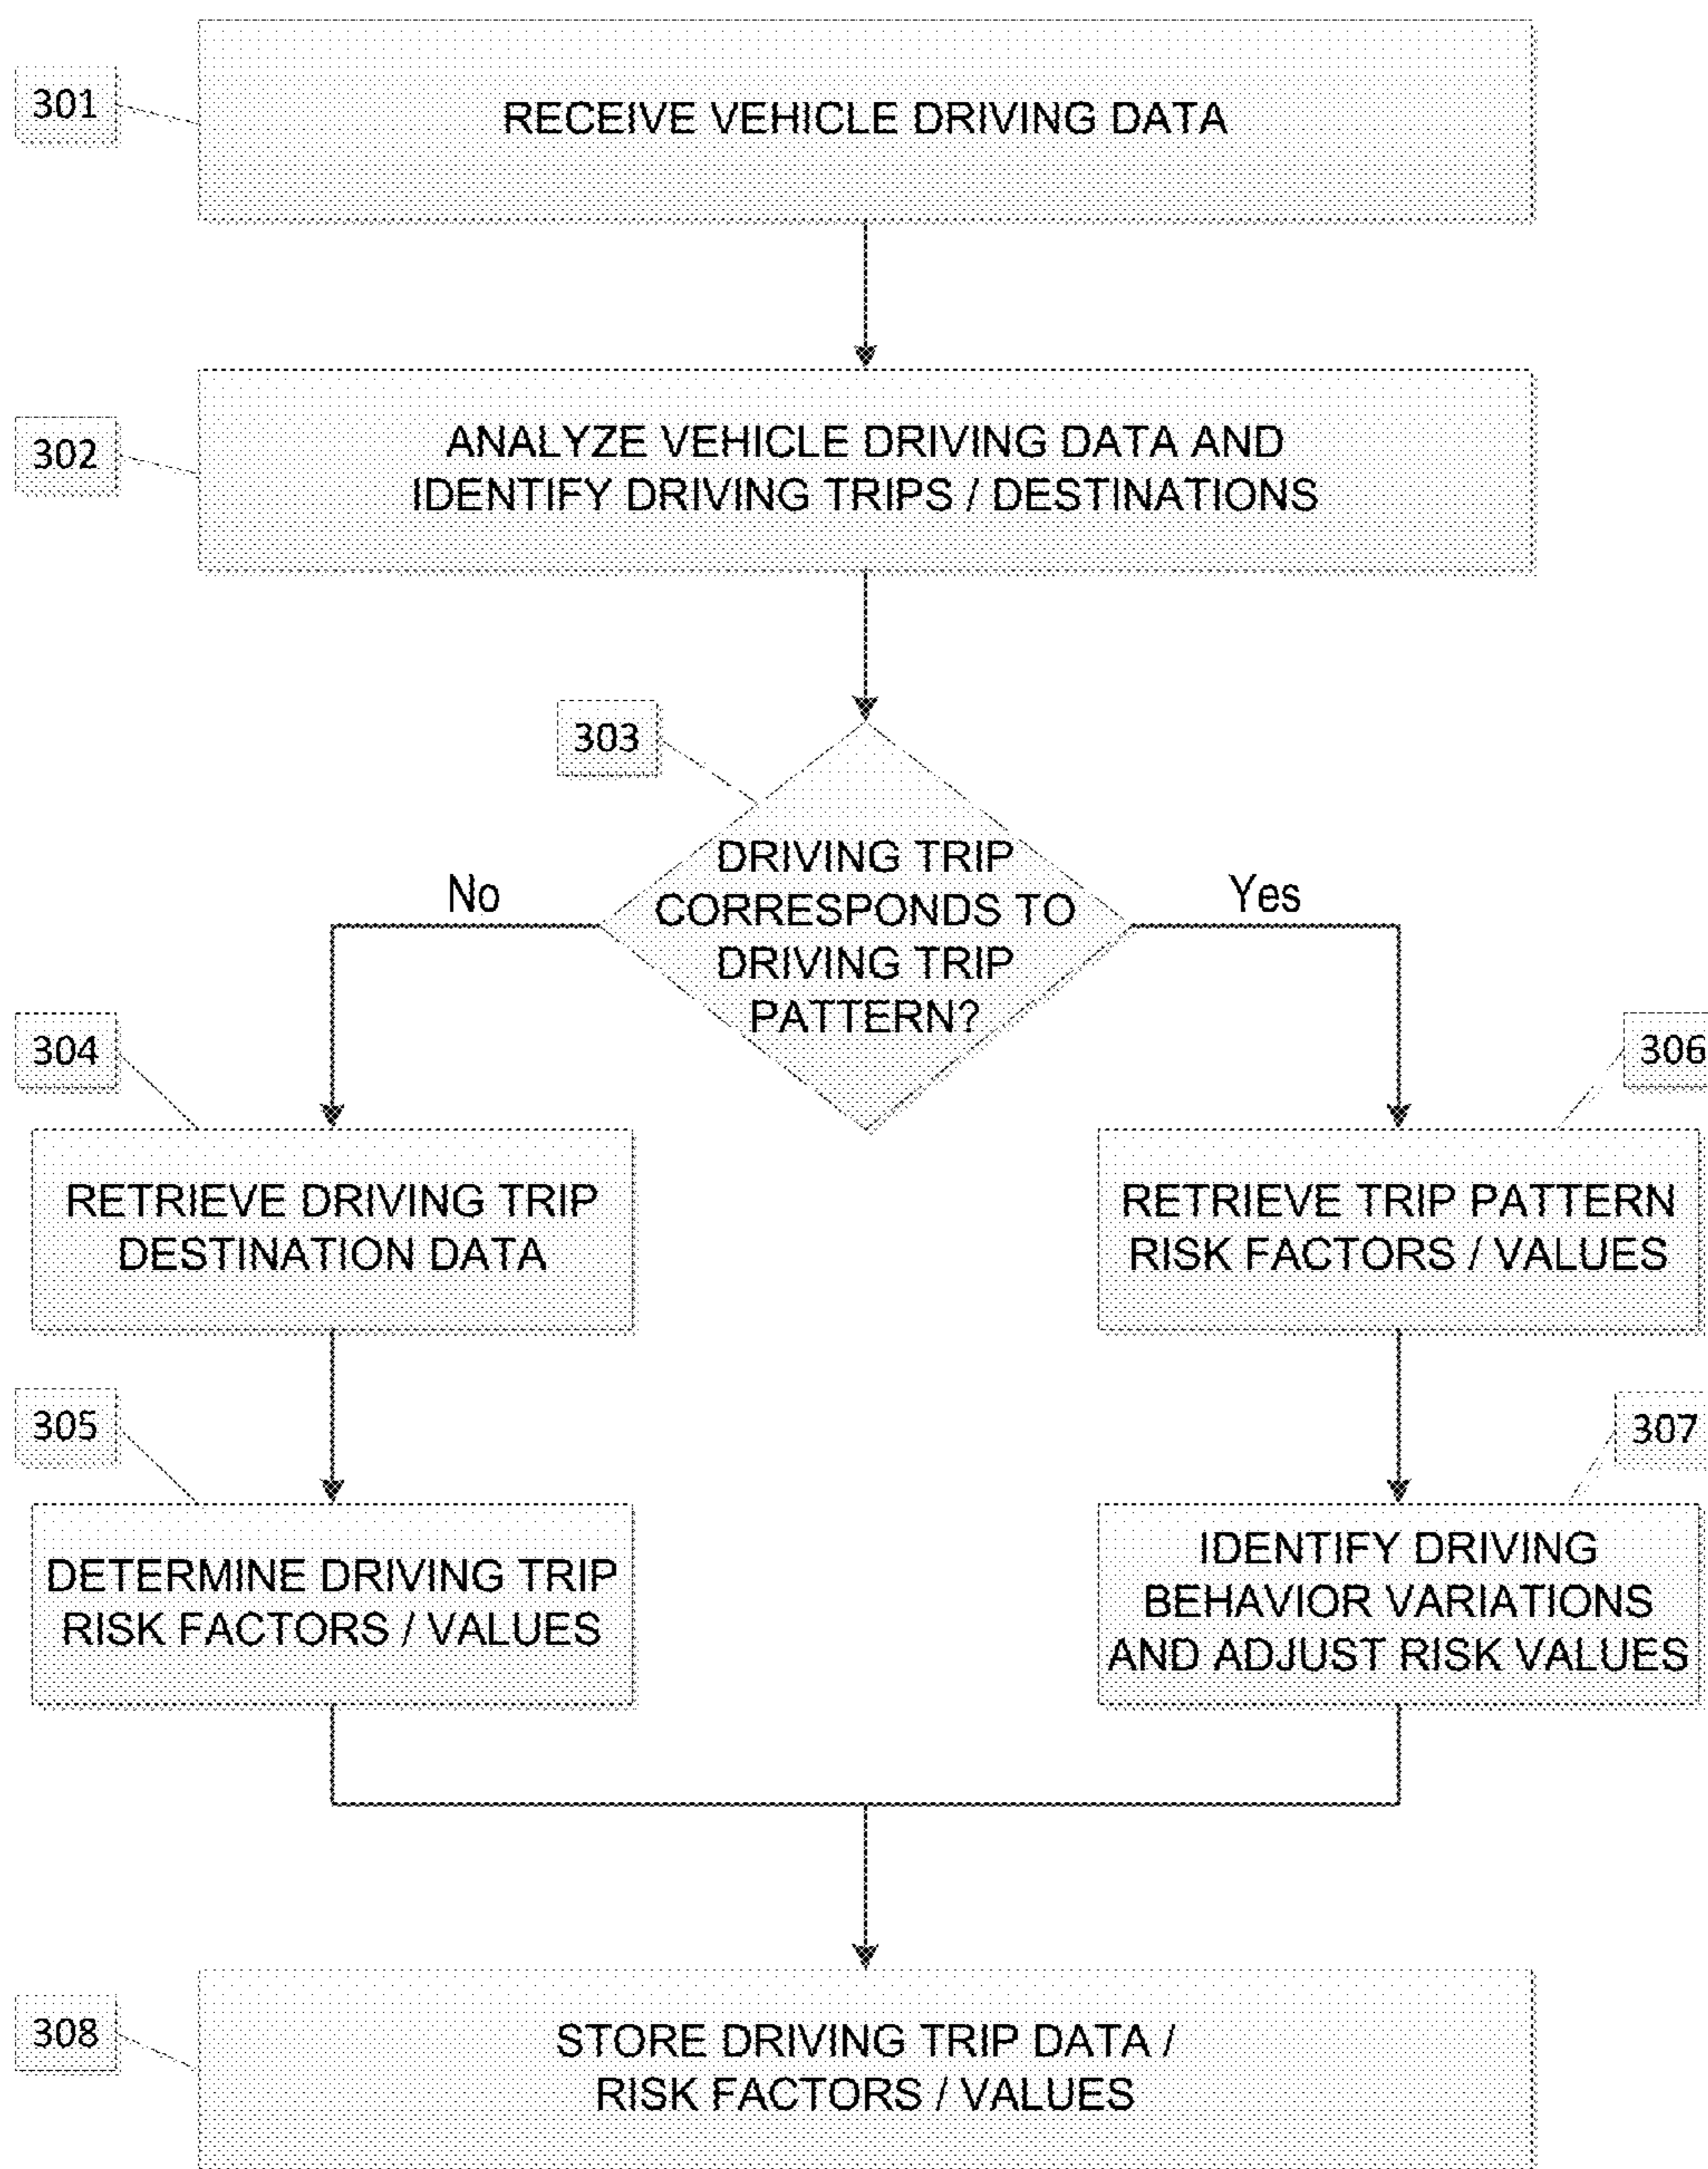 301
RECEIVE VEHICLE DRIVING DATA
302
ANALYZE VEHICLE DRIVING DATA AND
IDENTIFY DRIVING TRIPS / DESTINATIONS
303
DRIVING TRIP
CORRESPONDS TO
DRIVING TRIP
PATTERN?
No
Yes
304
RETRIEVE DRIVING TRIP
DESTINATION DATA
306
RETRIEVE TRIP PATTERN
RISK FACTORS / VALUES
305
DETERMINE DRIVING TRIP
RISK FACTORS / VALUES
307
IDENTIFY DRIVING
BEHAVIOR VARIATIONS
AND ADJUST RISK VALUES
308
STORE DRIVING TRIP DATA /
RISK FACTORS / VALUES